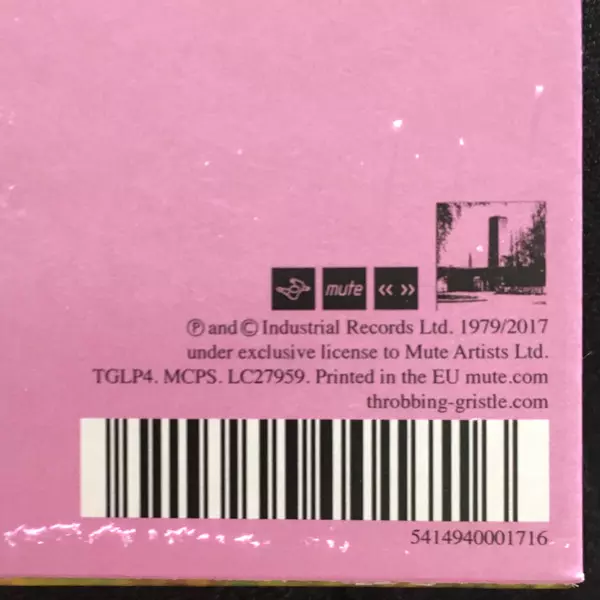 mute
« »
℗ and © Industrial Records Ltd. 1979/2017
under exclusive license to Mute Artists Ltd.
TGLP4. MCPS. LC27959. Printed in the EU mute.com
throbbing-gristle.com
5414940001716